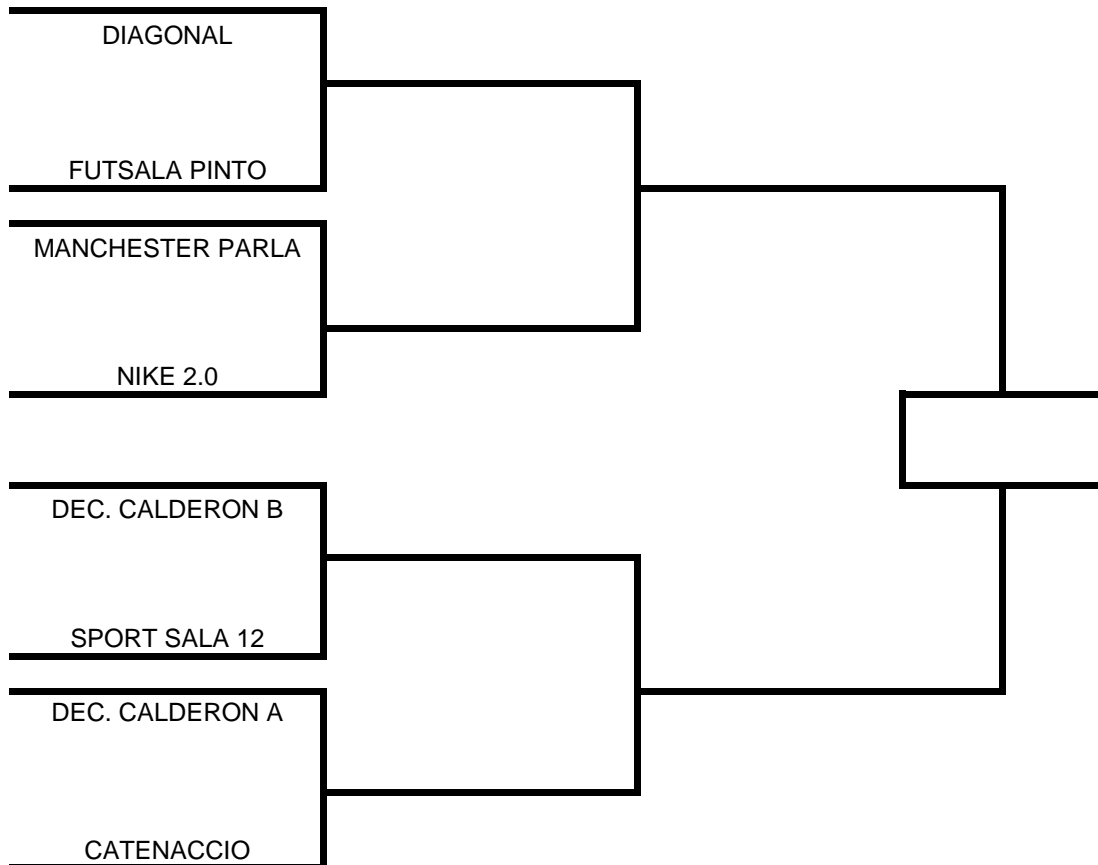 DIAGONAL
FUTSALA PINTO
MANCHESTER PARLA
NIKE 2.0
DEC. CALDERON B
SPORT SALA 12
DEC. CALDERON A
CATENACCIO